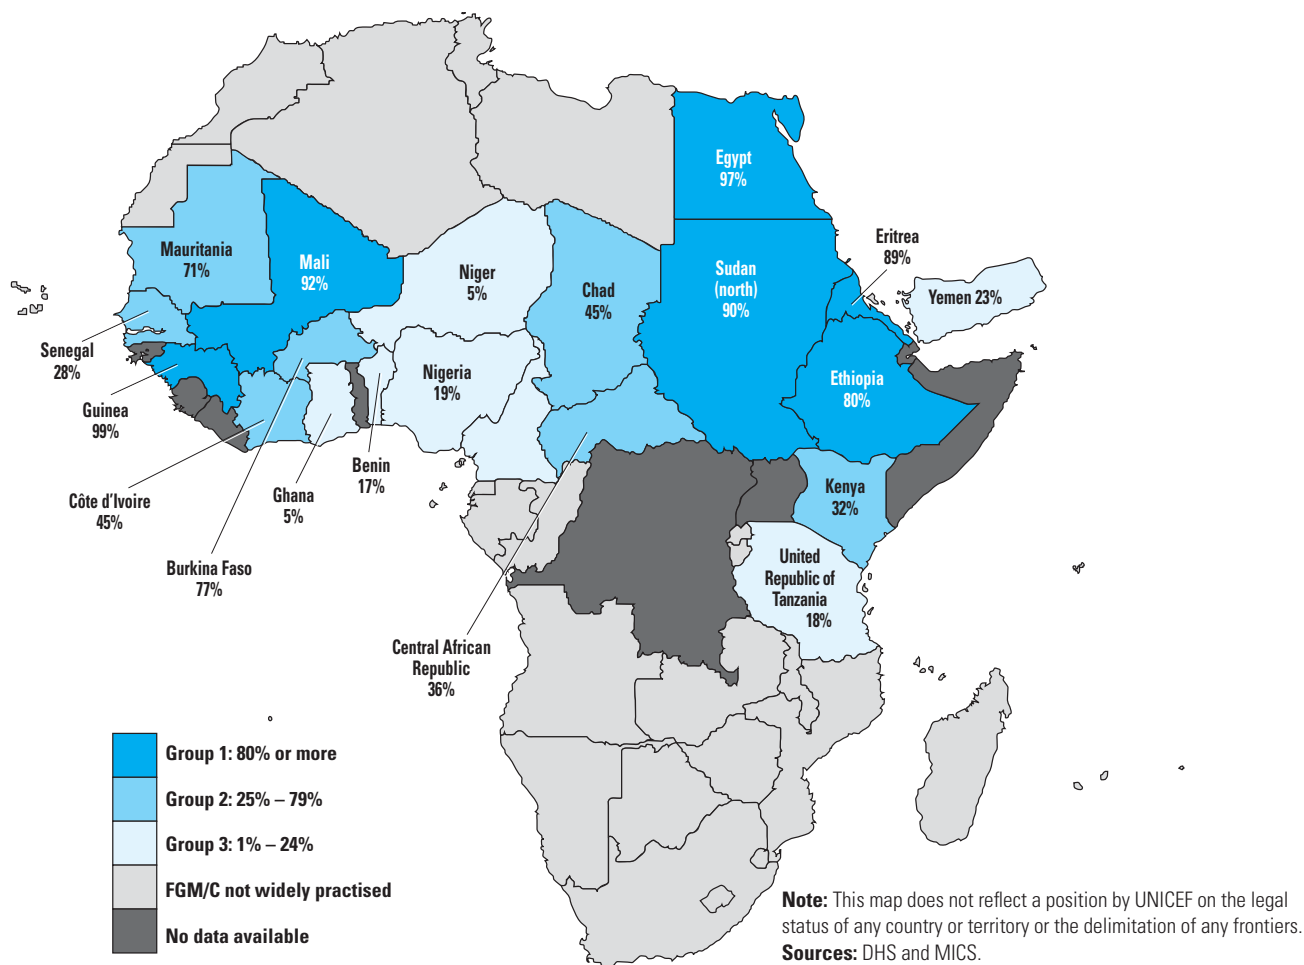 Egypt
97%
Mauritania
71%
Mali
92%
Niger
5%
Chad
45%
Sudan
(north)
90%
Eritrea
89%
Yemen 23%
Senegal
28%
Guinea
99%
Nigeria
19%
Ethiopia
80%
Côte d'Ivoire
45%
Ghana
5%
Benin
17%
Kenya
32%
Burkina Faso
77%
United
Republic of
Tanzania
18%
Central African
Republic
36%
Group 1: 80% or more
Group 2: 25% – 79%
Group 3: 1% – 24%
FGM/C not widely practised
No data available
Note: This map does not reflect a position by UNICEF on the legal
status of any country or territory or the delimitation of any frontiers.
Sources: DHS and MICS.